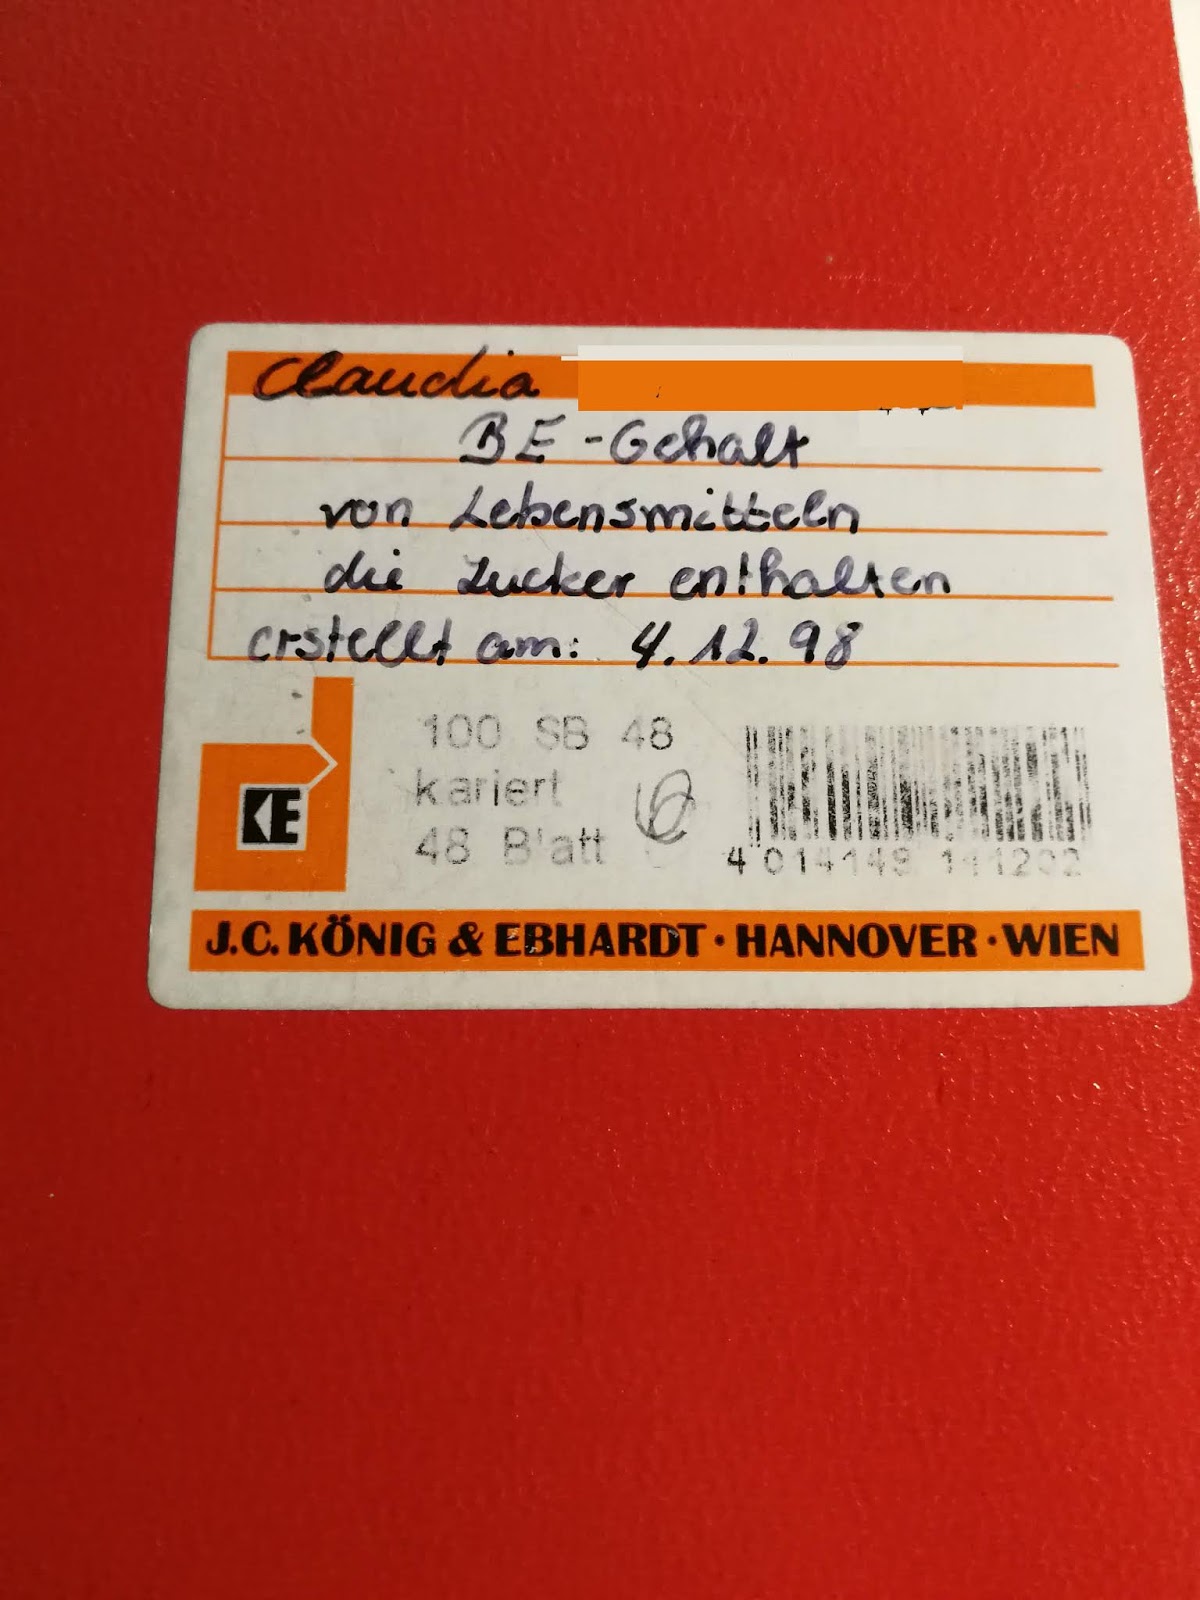 Claudia
BE-Gehalt
von Lebensmitteln
die Zucker enthalten
erstellt am: 4.12.98
100 SB 48
kariert
48 Blatt
KE
J.C. KÖNIG & EBHARDT · HANNOVER · WIEN